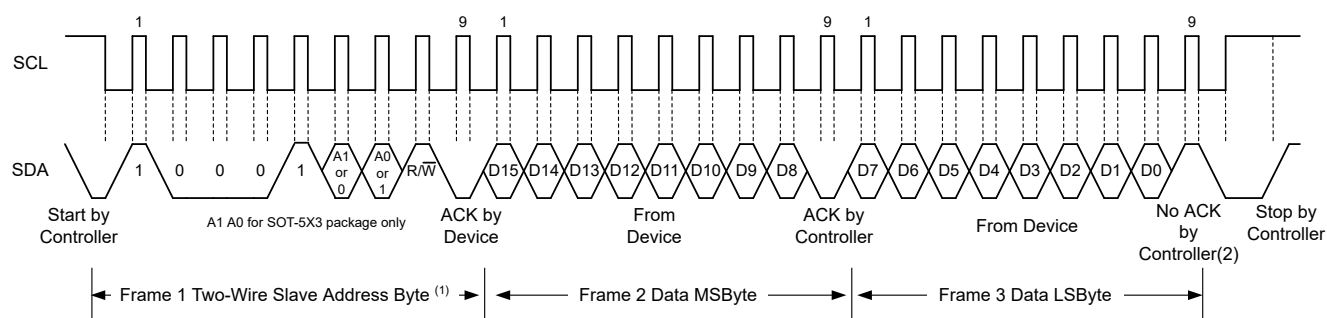 1 9 1 9 1 9
SCL
SDA
1 0 0 0 1 A1 or 0 A0 or 1 R/W̅ D15 D14 D13 D12 D11 D10 D9 D8 D7 D6 D5 D4 D3 D2 D1 D0
Start by
Controller
A1 A0 for SOT-5X3 package only
ACK by
Device
From
Device
ACK by
Controller
From Device
No ACK
by
Controller(2)
Stop by
Controller
Frame 1 Two-Wire Slave Address Byte (1)
Frame 2 Data MSByte
Frame 3 Data LSByte